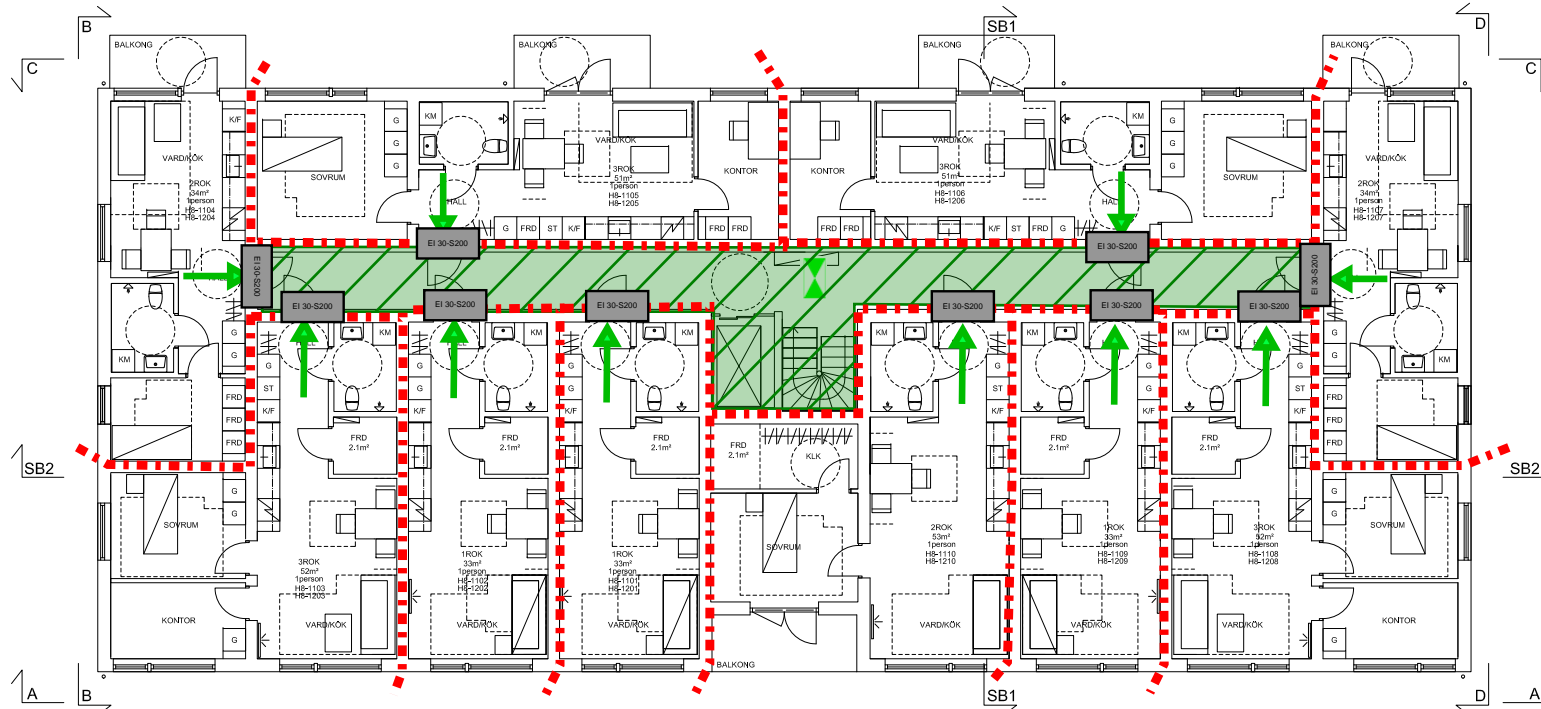 B
SB1
D
C
C
BALKONG
BALKONG
BALKONG
BALKONG
K/F
VARD/KÖK
2ROK
34m²
1person
H8-1104
H8-1204
G
G
G
SOVRUM
KM
HALL
VARD/KÖK
3ROK
51m²
1person
H8-1105
H8-1205
KONTOR
G
FRD
ST
K/F
FRD
FRD
KONTOR
VARD/KÖK
3ROK
51m²
1person
H8-1106
H8-1206
KM
HALL
G
G
G
SOVRUM
FRD
FRD
K/F
ST
FRD
G
VARD/KÖK
2ROK
34m²
1person
H8-1107
H8-1207
EI 30-S200
EI 30-S200
EI 30-S200
EI 30-S200
EI 30-S200
EI 30-S200
EI 30-S200
EI 30-S200
EI 30-S200
EI 30-S200
KM
G
G
FRD
FRD
FRD
G
ST
K/F
KM
FRD
2.1m²
G
ST
K/F
KM
FRD
2.1m²
G
G
K/F
KM
FRD
2.1m²
FRD
2.1m²
KLK
KM
G
ST
K/F
KM
G
ST
K/F
FRD
2.1m²
KM
G
ST
K/F
FRD
2.1m²
G
G
KM
FRD
FRD
FRD
SB2
SB2
SOVRUM
G
G
3ROK
52m²
1person
H8-1103
H8-1203
VARD/KÖK
KONTOR
G
1ROK
33m²
1person
H8-1102
H8-1202
VARD/KÖK
1ROK
33m²
1person
H8-1101
H8-1201
VARD/KÖK
SOVRUM
BALKONG
2ROK
53m²
1person
H8-1110
H8-1210
VARD/KÖK
1ROK
33m²
1person
H8-1109
H8-1209
VARD/KÖK
3ROK
52m²
1person
H8-1108
H8-1208
VARD/KÖK
G
G
SOVRUM
KONTOR
G
A
B
SB1
D
A